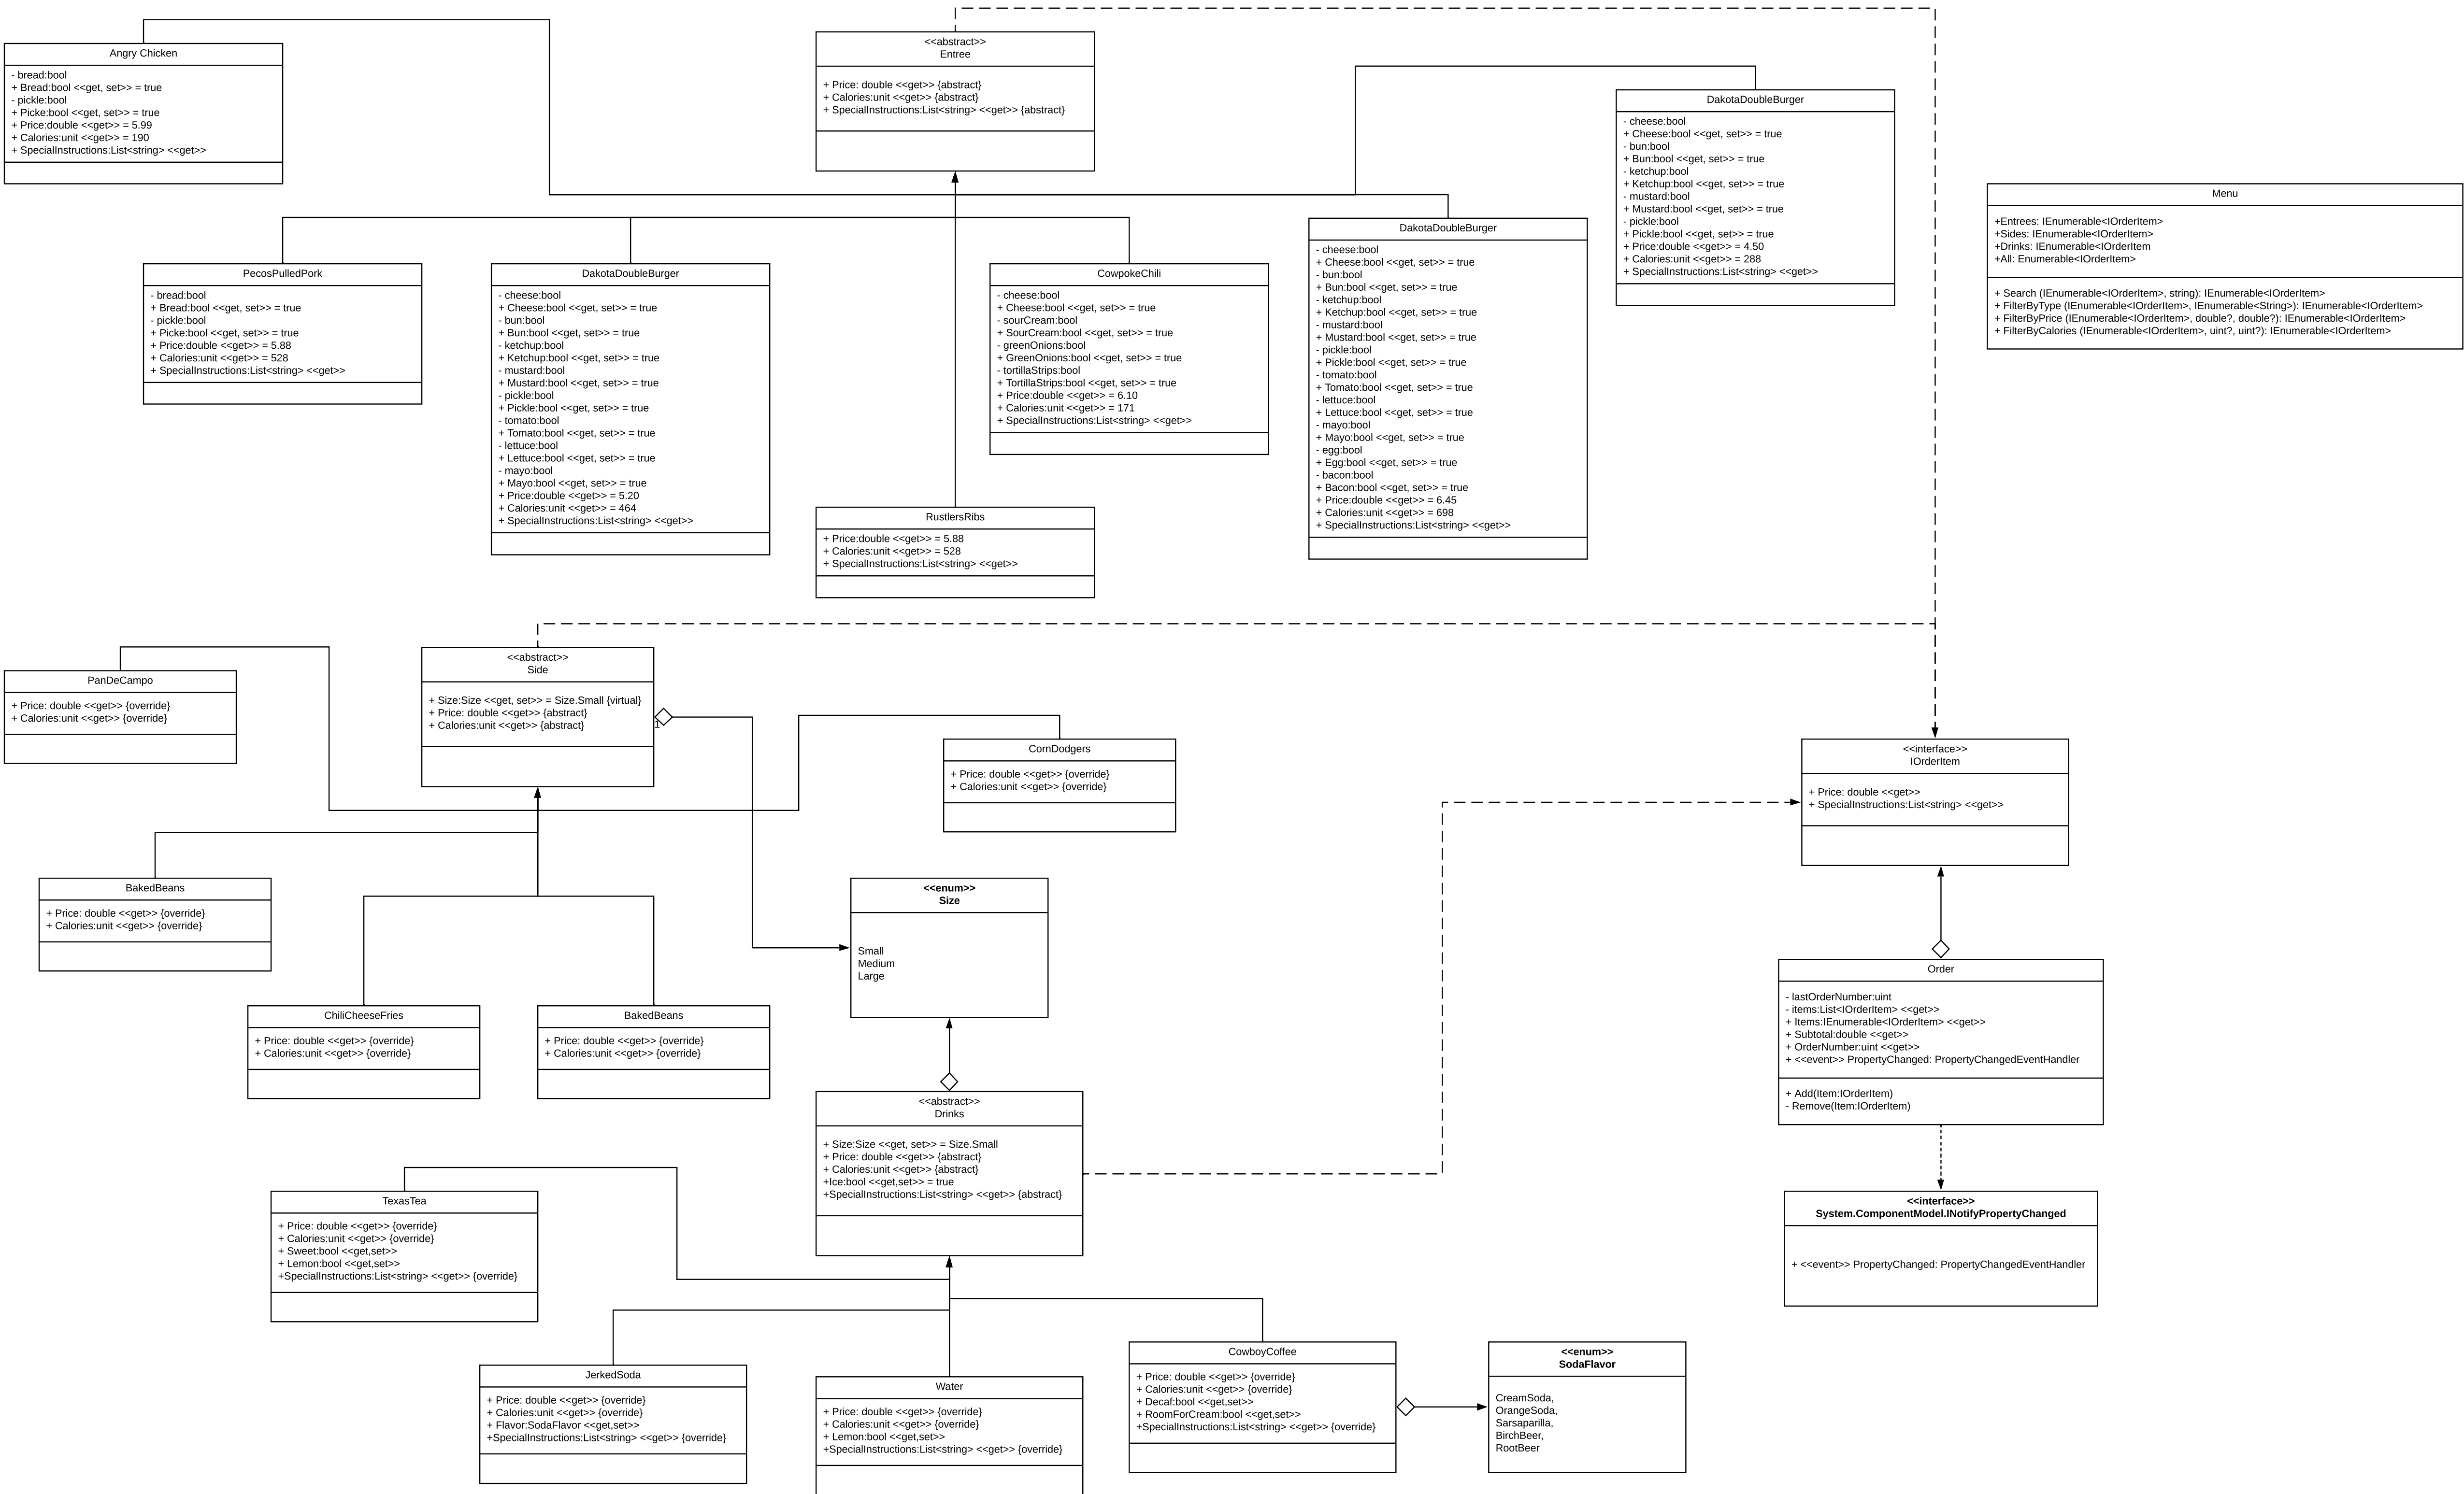 Angry Chicken
- bread:bool
+ Bread:bool <<get, set>> = true
- pickle:bool
+ Picke:bool <<get, set>> = true
+ Price:double <<get>> = 5.99
+ Calories:unit <<get>> = 190
+ SpecialInstructions:List<string> <<get>>
<<abstract>>
Entree
+ Price: double <<get>> {abstract}
+ Calories:unit <<get>> {abstract}
+ SpecialInstructions:List<string> <<get>> {abstract}
DakotaDoubleBurger
- cheese:bool
+ Cheese:bool <<get, set>> = true
- bun:bool
+ Bun:bool <<get, set>> = true
- ketchup:bool
+ Ketchup:bool <<get, set>> = true
- mustard:bool
+ Mustard:bool <<get, set>> = true
- pickle:bool
+ Pickle:bool <<get, set>> = true
+ Price:double <<get>> = 4.50
+ Calories:unit <<get>> = 288
+ SpecialInstructions:List<string> <<get>>
Menu
+Entrees: IEnumerable<IOrderItem>
+Sides: IEnumerable<IOrderItem>
+Drinks: IEnumerable<IOrderItem
+All: Enumerable<IOrderItem>
+ Search (IEnumerable<IOrderItem>, string): IEnumerable<IOrderItem>
+ FilterByType (IEnumerable<IOrderItem>, IEnumerable<String>): IEnumerable<IOrderItem>
+ FilterByPrice (IEnumerable<IOrderItem>, double?, double?): IEnumerable<IOrderItem>
+ FilterByCalories (IEnumerable<IOrderItem>, uint?, uint?): IEnumerable<IOrderItem>
PecosPulledPork
- bread:bool
+ Bread:bool <<get, set>> = true
- pickle:bool
+ Picke:bool <<get, set>> = true
+ Price:double <<get>> = 5.88
+ Calories:unit <<get>> = 528
+ SpecialInstructions:List<string> <<get>>
DakotaDoubleBurger
- cheese:bool
+ Cheese:bool <<get, set>> = true
- bun:bool
+ Bun:bool <<get, set>> = true
- ketchup:bool
+ Ketchup:bool <<get, set>> = true
- mustard:bool
+ Mustard:bool <<get, set>> = true
- pickle:bool
+ Pickle:bool <<get, set>> = true
- tomato:bool
+ Tomato:bool <<get, set>> = true
- lettuce:bool
+ Lettuce:bool <<get, set>> = true
- mayo:bool
+ Mayo:bool <<get, set>> = true
+ Price:double <<get>> = 5.20
+ Calories:unit <<get>> = 464
+ SpecialInstructions:List<string> <<get>>
CowpokeChili
- cheese:bool
+ Cheese:bool <<get, set>> = true
- sourCream:bool
+ SourCream:bool <<get, set>> = true
- greenOnions:bool
+ GreenOnions:bool <<get, set>> = true
- tortillaStrips:bool
+ TortillaStrips:bool <<get, set>> = true
+ Price:double <<get>> = 6.10
+ Calories:unit <<get>> = 171
+ SpecialInstructions:List<string> <<get>>
DakotaDoubleBurger
- cheese:bool
+ Cheese:bool <<get, set>> = true
- bun:bool
+ Bun:bool <<get, set>> = true
- ketchup:bool
+ Ketchup:bool <<get, set>> = true
- mustard:bool
+ Mustard:bool <<get, set>> = true
- pickle:bool
+ Pickle:bool <<get, set>> = true
- tomato:bool
+ Tomato:bool <<get, set>> = true
- lettuce:bool
+ Lettuce:bool <<get, set>> = true
- mayo:bool
+ Mayo:bool <<get, set>> = true
- egg:bool
+ Egg:bool <<get, set>> = true
- bacon:bool
+ Bacon:bool <<get, set>> = true
+ Price:double <<get>> = 6.45
+ Calories:unit <<get>> = 698
+ SpecialInstructions:List<string> <<get>>
RustlersRibs
+ Price:double <<get>> = 5.88
+ Calories:unit <<get>> = 528
+ SpecialInstructions:List<string> <<get>>
PanDeCampo
+ Price: double <<get>> {override}
+ Calories:unit <<get>> {override}
<<abstract>>
Side
+ Size:Size <<get, set>> = Size.Small {virtual}
+ Price: double <<get>> {abstract}
+ Calories:unit <<get>> {abstract}
1
CornDodgers
+ Price: double <<get>> {override}
+ Calories:unit <<get>> {override}
<<interface>>
IOrderItem
+ Price: double <<get>>
+ SpecialInstructions:List<string> <<get>>
BakedBeans
+ Price: double <<get>> {override}
+ Calories:unit <<get>> {override}
<<enum>>
Size
Small
Medium
Large
ChiliCheeseFries
+ Price: double <<get>> {override}
+ Calories:unit <<get>> {override}
BakedBeans
+ Price: double <<get>> {override}
+ Calories:unit <<get>> {override}
Order
- lastOrderNumber:uint
- items:List<IOrderItem> <<get>>
+ Items:IEnumerable<IOrderItem> <<get>>
+ Subtotal:double <<get>>
+ OrderNumber:uint <<get>>
+ <<event>> PropertyChanged: PropertyChangedEventHandler
+ Add(Item:IOrderItem)
- Remove(Item:IOrderItem)
<<abstract>>
Drinks
+ Size:Size <<get, set>> = Size.Small
+ Price: double <<get>> {abstract}
+ Calories:unit <<get>> {abstract}
+Ice:bool <<get,set>> = true
+SpecialInstructions:List<string> <<get>> {abstract}
TexasTea
+ Price: double <<get>> {override}
+ Calories:unit <<get>> {override}
+ Sweet:bool <<get,set>>
+ Lemon:bool <<get,set>>
+SpecialInstructions:List<string> <<get>> {override}
<<interface>>
System.ComponentModel.INotifyPropertyChanged
+ <<event>> PropertyChanged: PropertyChangedEventHandler
JerkedSoda
+ Price: double <<get>> {override}
+ Calories:unit <<get>> {override}
+ Flavor:SodaFlavor <<get,set>>
+SpecialInstructions:List<string> <<get>> {override}
Water
+ Price: double <<get>> {override}
+ Calories:unit <<get>> {override}
+ Lemon:bool <<get,set>>
+SpecialInstructions:List<string> <<get>> {override}
CowboyCoffee
+ Price: double <<get>> {override}
+ Calories:unit <<get>> {override}
+ Decaf:bool <<get,set>>
+ RoomForCream:bool <<get,set>>
+SpecialInstructions:List<string> <<get>> {override}
<<enum>>
SodaFlavor
CreamSoda,
OrangeSoda,
Sarsaparilla,
BirchBeer,
RootBeer